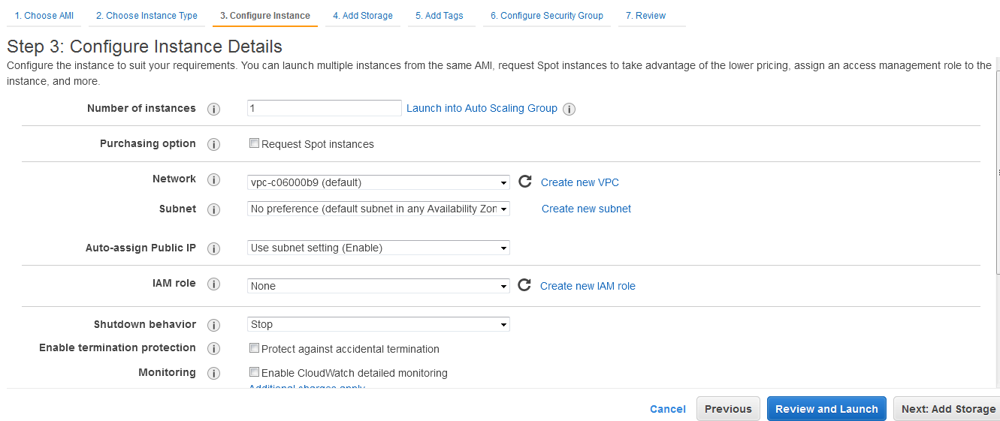 1. Choose AMI 2. Choose Instance Type 3. Configure Instance 4. Add Storage 5. Add Tags 6. Configure Security Group 7. Review
Step 3: Configure Instance Details
Configure the instance to suit your requirements. You can launch multiple instances from the same AMI, request Spot instances to take advantage of the lower pricing, assign an access management role to the
instance, and more.
Number of instances i 1 Launch into Auto Scaling Group i
Purchasing option i Request Spot instances
Network i vpc-c06000b9 (default) Create new VPC
Subnet i No preference (default subnet in any Availability Zon Create new subnet
Auto-assign Public IP i Use subnet setting (Enable)
IAM role i None Create new IAM role
Shutdown behavior i Stop
Enable termination protection i Protect against accidental termination
Monitoring i Enable CloudWatch detailed monitoring
Additional charges apply.
Cancel Previous Review and Launch Next: Add Storage